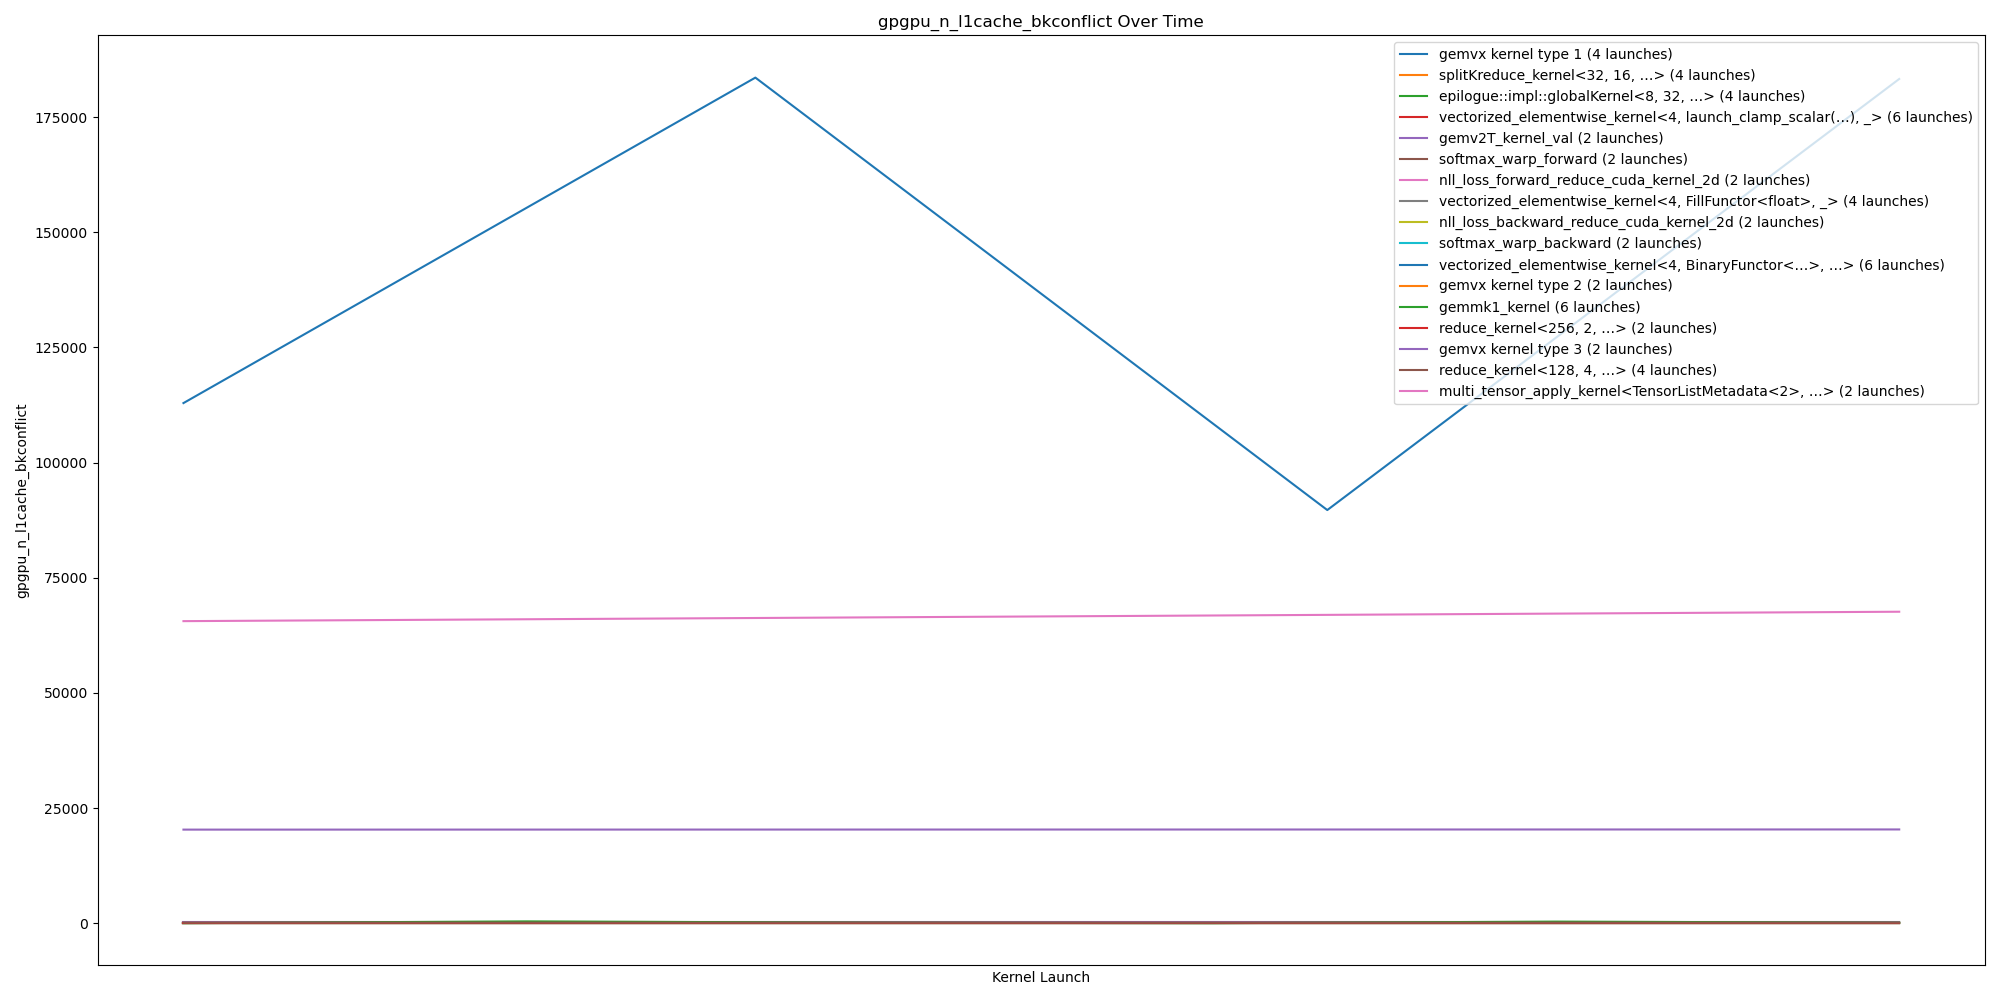 gpgpu_n_l1cache_bkconflict Over Time
gemvx kernel type 1 (4 launches)
splitKreduce_kernel<32, 16, ...> (4 launches)
epilogue::impl::globalKernel<8, 32, ...> (4 launches)
vectorized_elementwise_kernel<4, launch_clamp_scalar(...), _> (6 launches)
gemv2T_kernel_val (2 launches)
softmax_warp_forward (2 launches)
nll_loss_forward_reduce_cuda_kernel_2d (2 launches)
vectorized_elementwise_kernel<4, FillFunctor<float>, _> (4 launches)
nll_loss_backward_reduce_cuda_kernel_2d (2 launches)
softmax_warp_backward (2 launches)
vectorized_elementwise_kernel<4, BinaryFunctor<...>, ...> (6 launches)
gemvx kernel type 2 (2 launches)
gemmk1_kernel (6 launches)
reduce_kernel<256, 2, ...> (2 launches)
gemvx kernel type 3 (2 launches)
reduce_kernel<128, 4, ...> (4 launches)
multi_tensor_apply_kernel<TensorListMetadata<2>, ...> (2 launches)
175000
150000
125000
100000
75000
50000
25000
0
gpgpu_n_l1cache_bkconflict
Kernel Launch